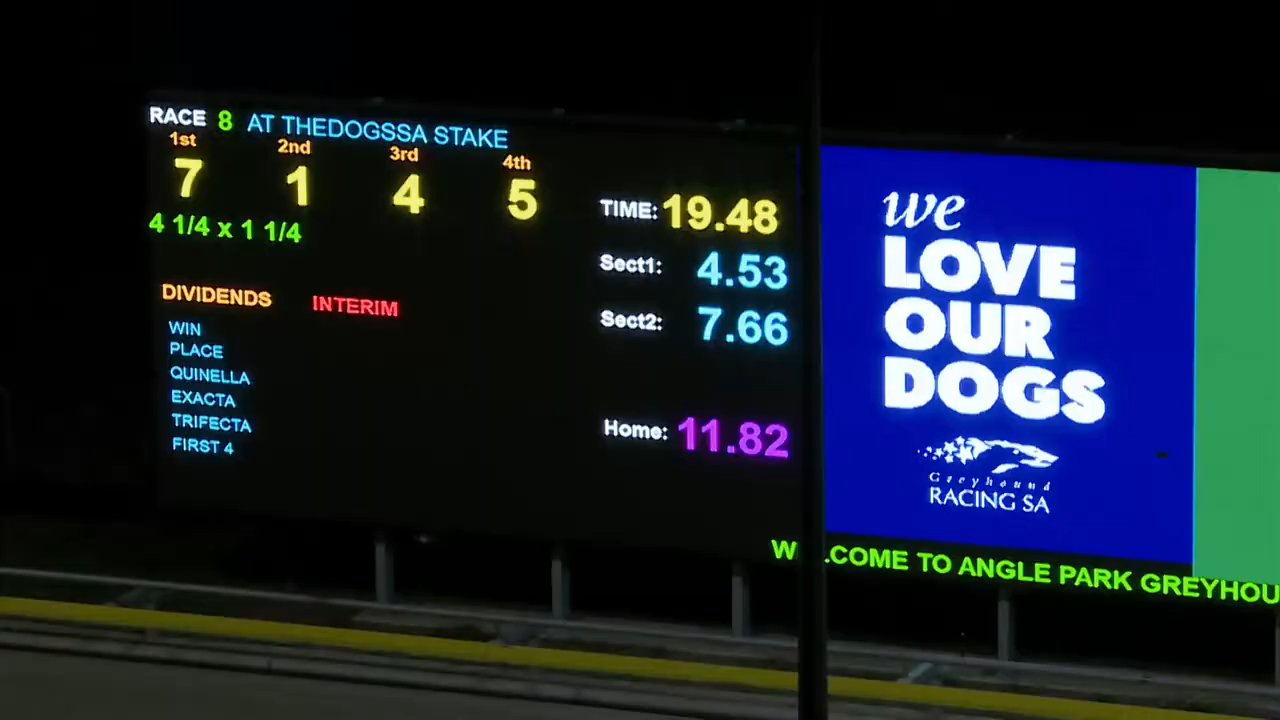 RACE 8 AT THEDOGSSA STAKE
1st 2nd 3rd 4th
7 1 4 5
4 1/4 x 1 1/4
TIME: 19.48
Sect1: 4.53
Sect2: 7.66
Home: 11.82
DIVIDENDS INTERIM
WIN
PLACE
QUINELLA
EXACTA
TRIFECTA
FIRST 4
we
LOVE
OUR
DOGS
Greyhound
RACING SA
W LCOME TO ANGLE PARK GREYHOU